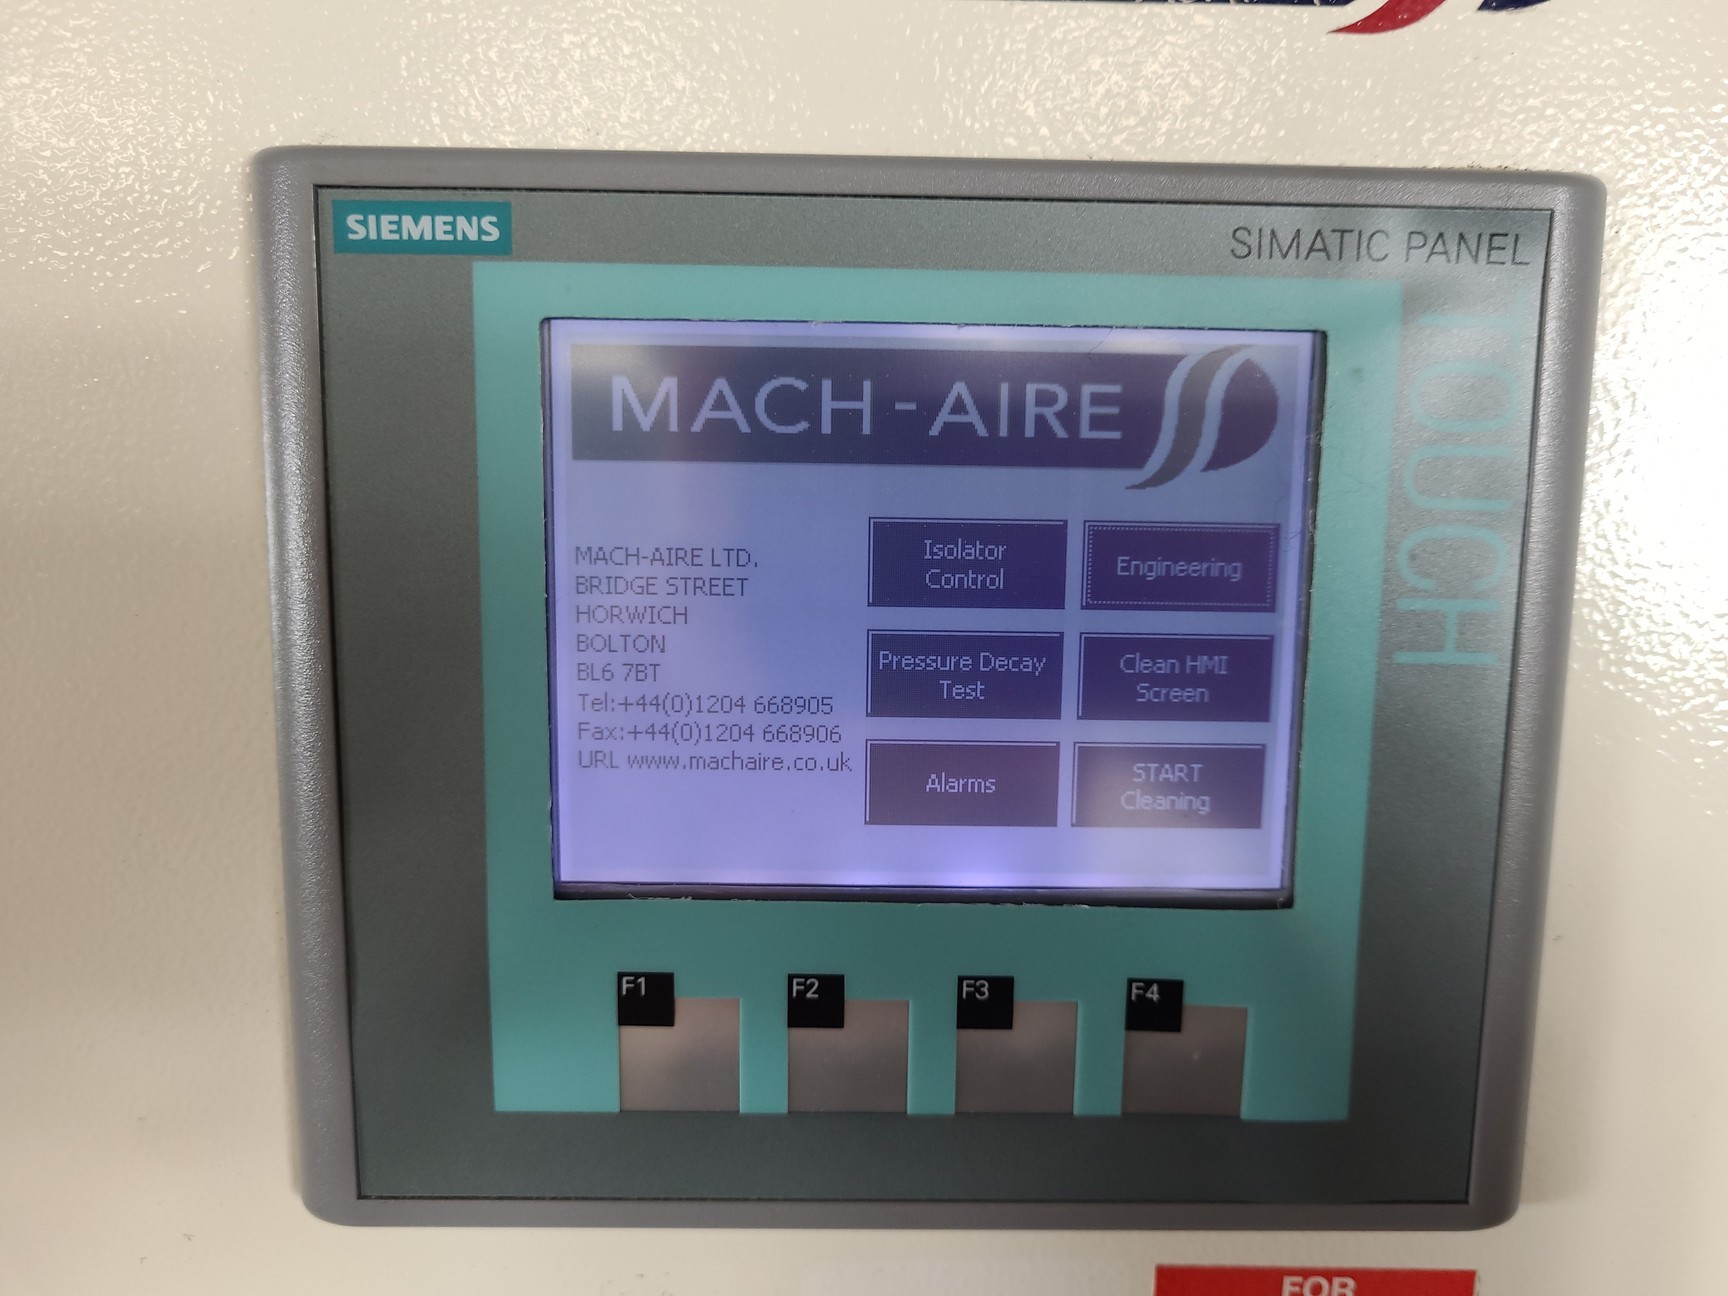 SIEMENS
SIMATIC PANEL
TOUCH
MACH-AIRE
MACH-AIRE LTD.
BRIDGE STREET
HORWICH
BOLTON
BL6 7BT
Tel:+44(0)1204 668905
Fax:+44(0)1204 668906
URL www.machaire.co.uk
Isolator
Control
Engineering
Pressure Decay
Test
Clean HMI
Screen
Alarms
START
Cleaning
F1
F2
F3
F4
FOR